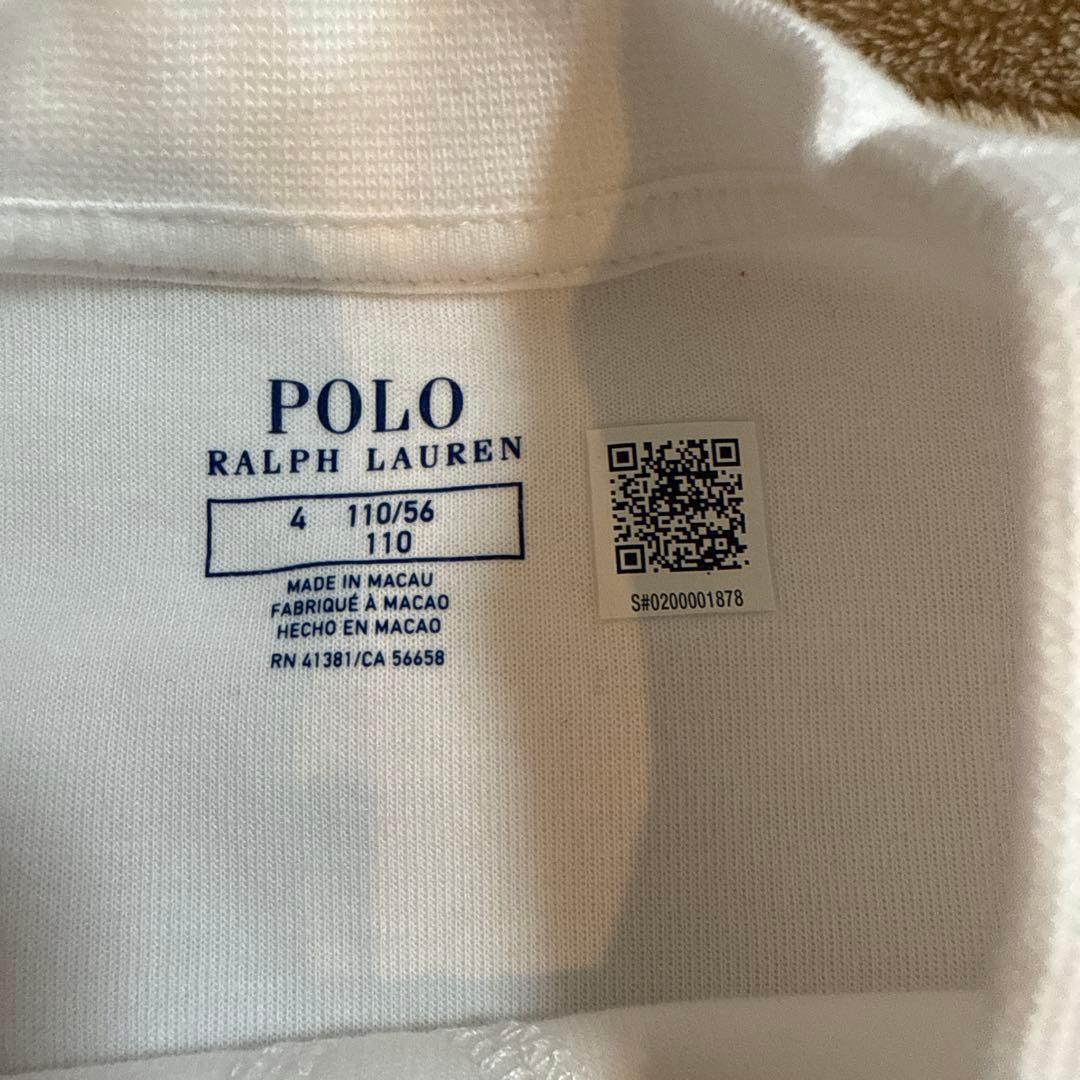 POLO
RALPH LAUREN
4 110/56
110
MADE IN MACAU
FABRIQUÉ À MACAO
HECHO EN MACAO
RN 41381/CA 56658
S#0200001878